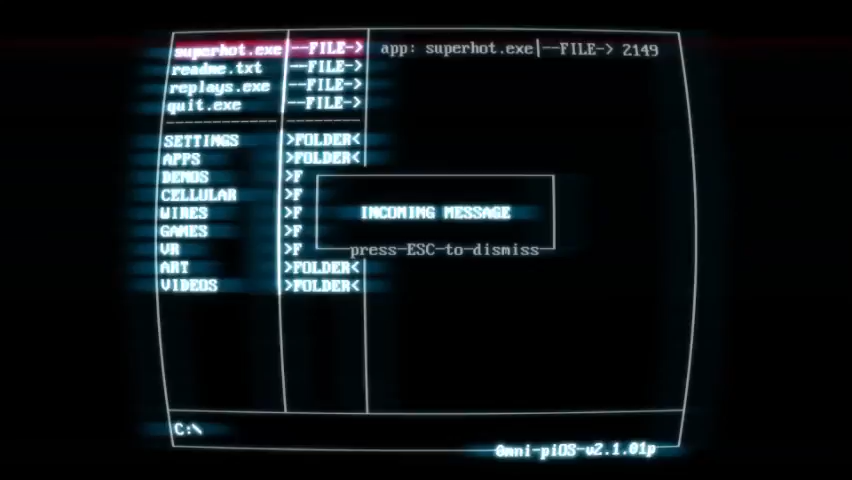 superhot.exe --FILE-> app: superhot.exe|--FILE-> 2149
readme.txt --FILE->
replays.exe --FILE->
quit.exe --FILE->
------------- --------
SETTINGS >FOLDER<
APPS >FOLDER<
DEMOS >F
CELLULAR >F
WIRES >F INCOMING MESSAGE
GAMES >F
VR >F press-ESC-to-dismiss
ART >FOLDER<
VIDEOS >FOLDER<
C:\
Omni-piOS-v2.1.01p